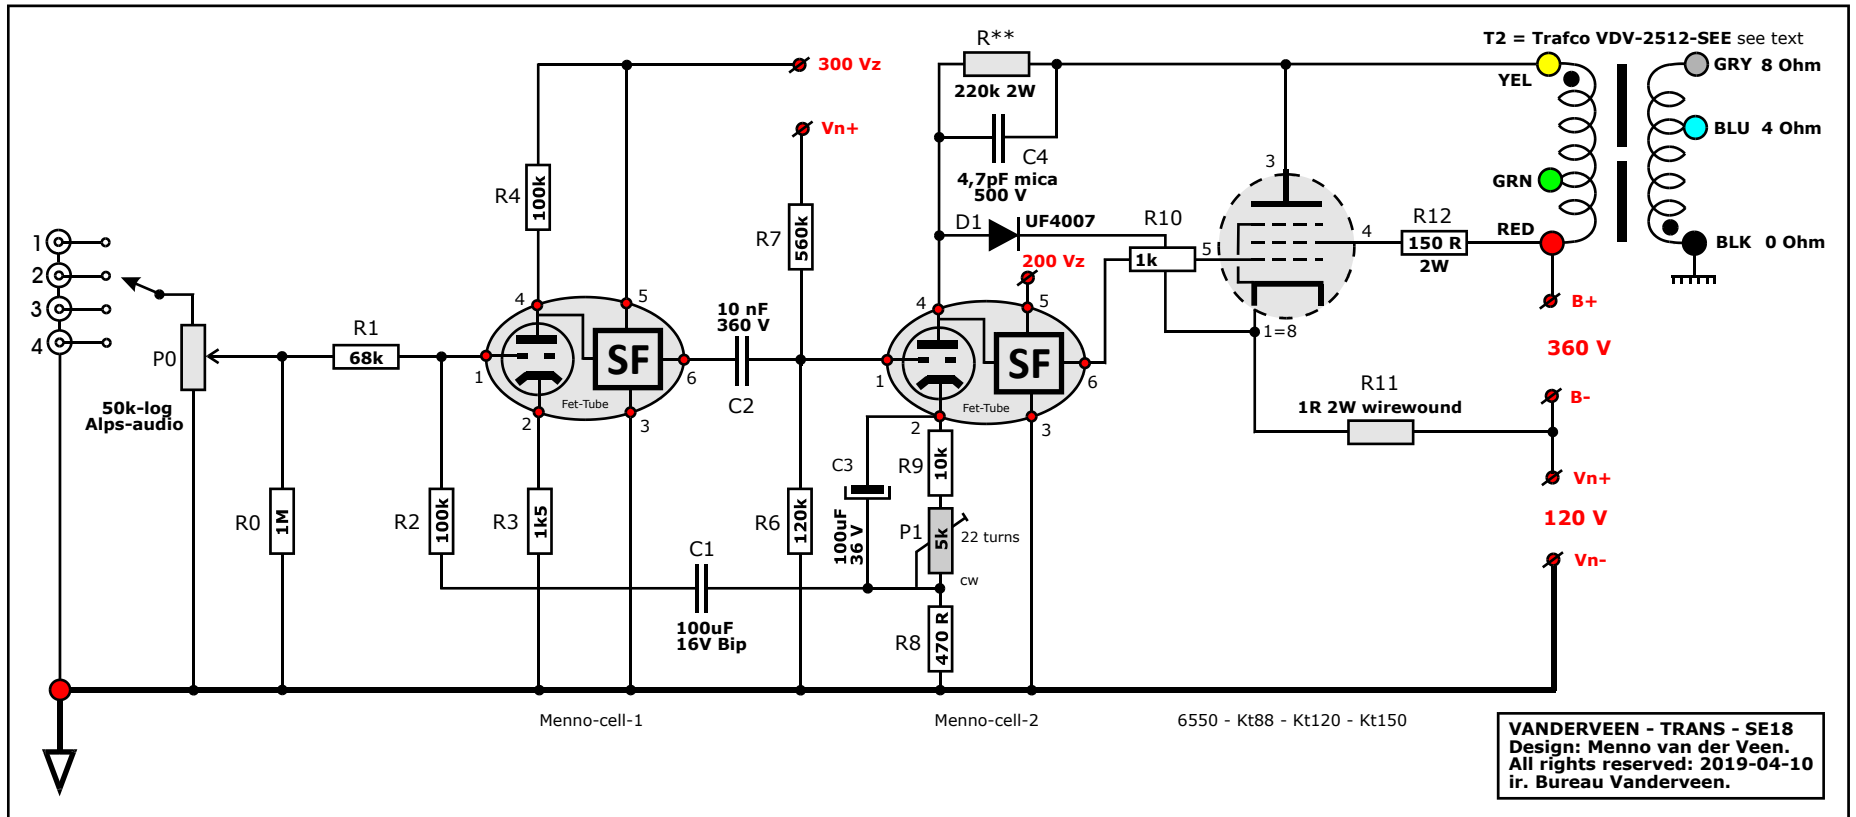 R**
220k 2W
T2 = Trafco VDV-2512-SEE see text
300 Vz
YEL
GRY 8 Ohm
Vn+
C4
BLU 4 Ohm
4,7pF mica
500 V
3
GRN
R4
100k
R7
560k
D1
UF4007
R10
1k
5
4
R12
150 R
2W
RED
BLK 0 Ohm
1
2
3
4
200 Vz
4
5
10 nF
360 V
4
5
B+
R1
68k
P0
50k-log
Alps-audio
SF
Fet-Tube
1
6
2
3
C2
SF
Fet-Tube
1
6
2
3
1=8
360 V
R11
1R 2W wirewound
B-
R0
1M
R2
100k
R3
1k5
R6
120k
C3
100uF
36 V
R9
10k
P1
5k
22 turns
cw
Vn+
120 V
Vn-
C1
100uF
16V Bip
R8
470 R
Menno-cell-1
Menno-cell-2
6550 - Kt88 - Kt120 - Kt150
VANDERVEEN - TRANS - SE18
Design: Menno van der Veen.
All rights reserved: 2019-04-10
ir. Bureau Vanderveen.